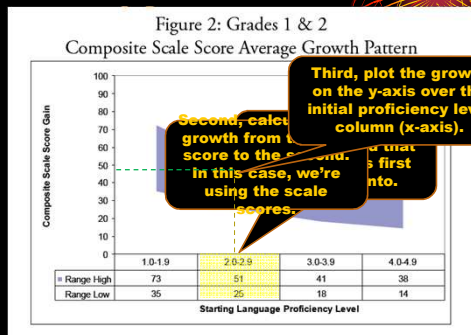 Figure 2: Grades 1 & 2
Composite Scale Score Average Growth Pattern
Third, plot the grow
on the y-axis over th
initial proficiency lev
column (x-axis).
Second, calcu
growth from t
score to the second.
In this case, we're
using the scale
scores.
that
first
nto.
Composite Scale Score Gain
100
90
80
70
60
50
40
30
20
10
0
1.0-1.9 2.0-2.9 3.0-3.9 4.0-4.9
Range High 73 51 41 38
Range Low 35 25 18 14
Starting Language Proficiency Level